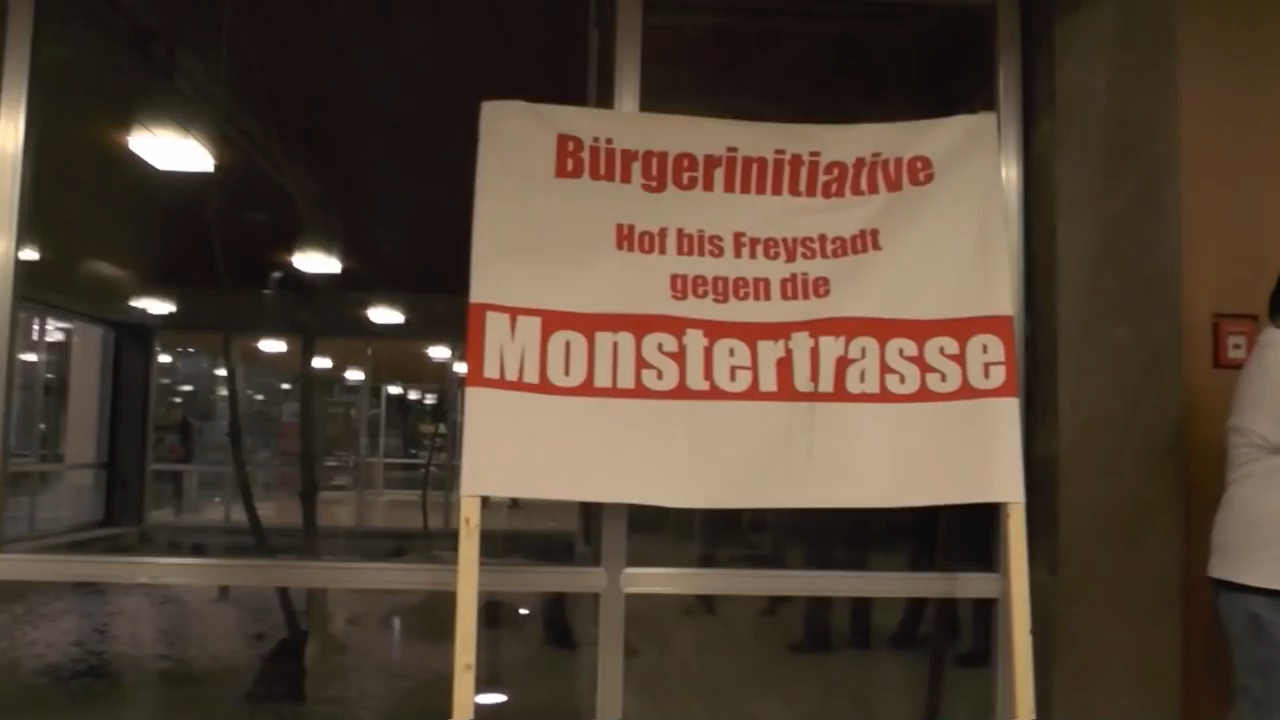 Bürgerinitiative
Hof bis Freystadt
gegen die
Monstertrasse